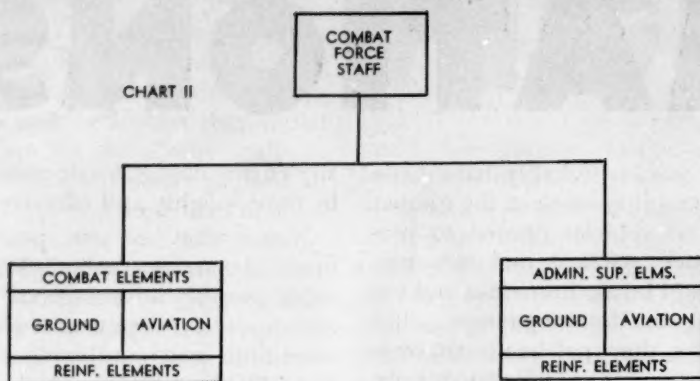 COMBAT
FORCE
STAFF
CHART II
COMBAT ELEMENTS
GROUND AVIATION
REINF. ELEMENTS
ADMIN. SUP. ELMS.
GROUND AVIATION
REINF. ELEMENTS